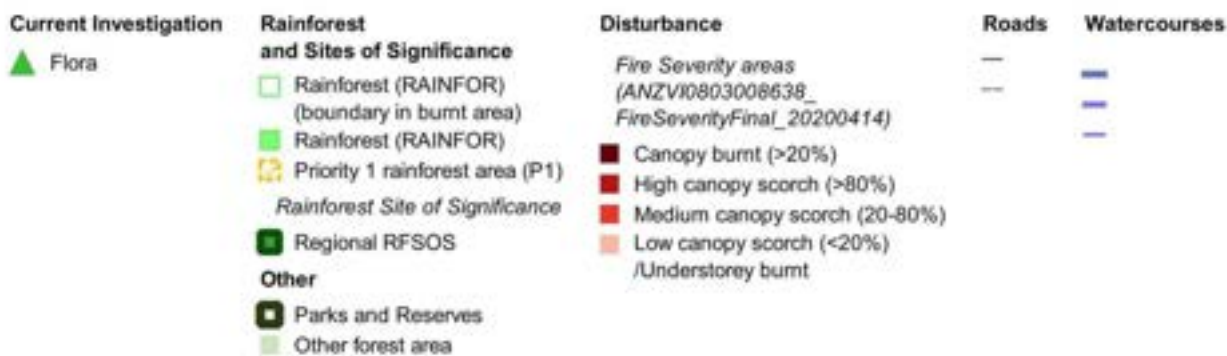 Current Investigation
Flora
Rainforest
and Sites of Significance
Rainforest (RAINFOR)
(boundary in burnt area)
Rainforest (RAINFOR)
Priority 1 rainforest area (P1)
Rainforest Site of Significance
Regional RFSOS
Other
Parks and Reserves
Other forest area
Disturbance
Fire Severity areas
(ANZVI0803008638_
FireSeverityFinal_20200414)
Canopy burnt (>20%)
High canopy scorch (>80%)
Medium canopy scorch (20-80%)
Low canopy scorch (<20%)
/Understorey burnt
Roads
Watercourses